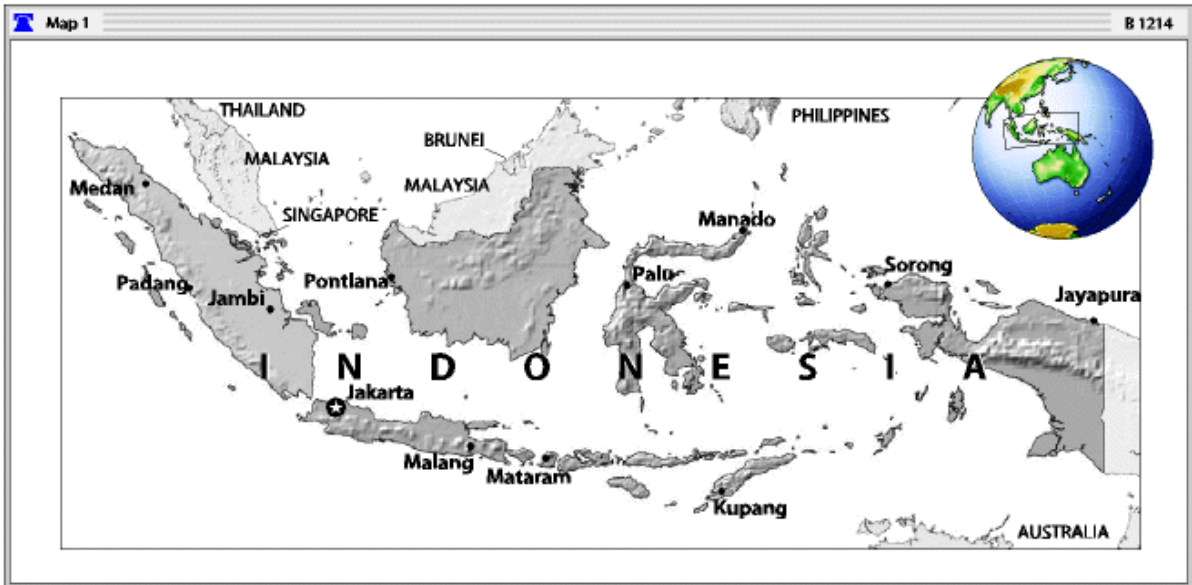 Map 1
B 1214
THAILAND
PHILIPPINES
BRUNEI
MALAYSIA
MALAYSIA
Medan
SINGAPORE
Manado
Sorong
Padang
Pontlana
Jambi
Jayapura
I N D O N E S I A
Jakarta
Malang
Mataram
Kupang
AUSTRALIA